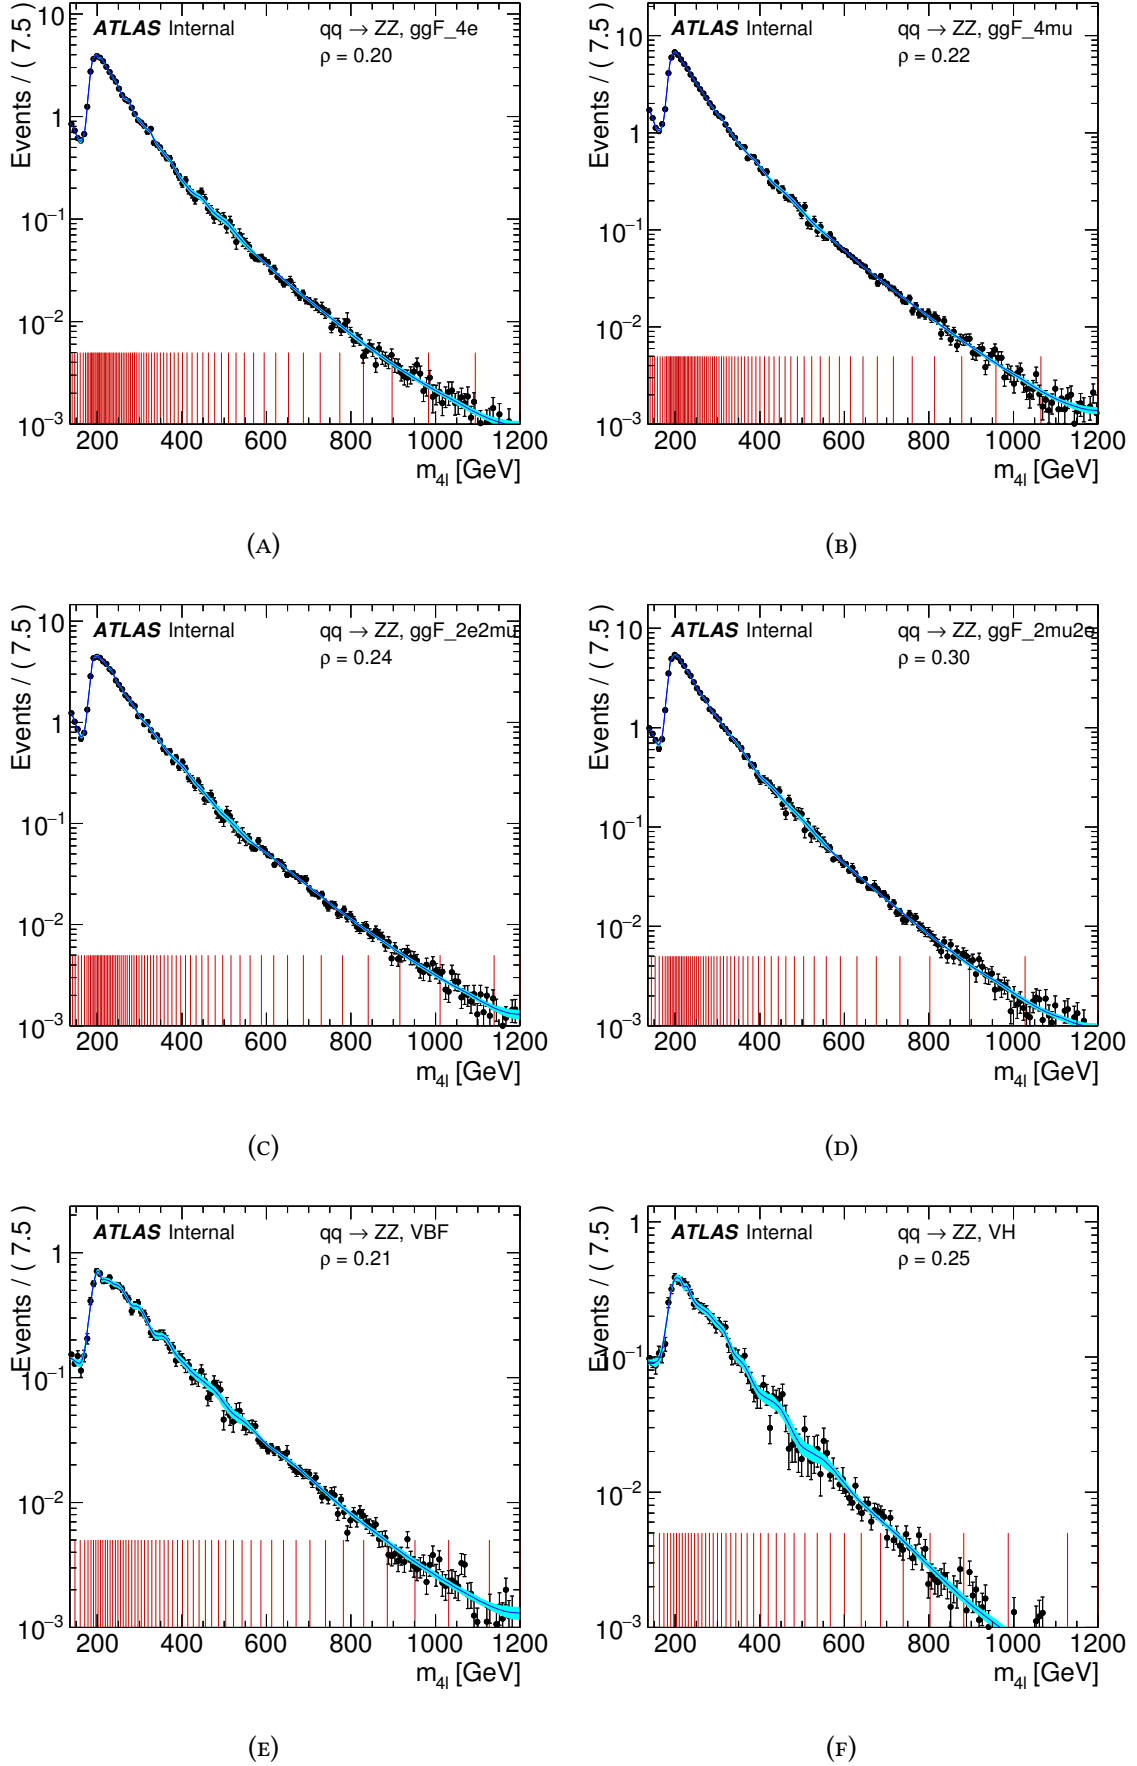 Events / ( 7.5 )
ATLAS Internal
qq → ZZ, ggF_4e
ρ = 0.20
1
10⁻¹
10⁻²
10⁻³
200 400 600 800 1000 1200
m4l [GeV]
(A)
Events / ( 7.5 )
ATLAS Internal
qq → ZZ, ggF_4mu
ρ = 0.22
10
1
10⁻¹
10⁻²
10⁻³
200 400 600 800 1000 1200
m4l [GeV]
(B)
Events / ( 7.5 )
ATLAS Internal
qq → ZZ, ggF_2e2mu
ρ = 0.24
10
1
10⁻¹
10⁻²
10⁻³
200 400 600 800 1000 1200
m4l [GeV]
(C)
Events / ( 7.5 )
ATLAS Internal
qq → ZZ, ggF_2mu2e
ρ = 0.30
10
1
10⁻¹
10⁻²
10⁻³
200 400 600 800 1000 1200
m4l [GeV]
(D)
Events / ( 7.5 )
ATLAS Internal
qq → ZZ, VBF
ρ = 0.21
1
10⁻¹
10⁻²
10⁻³
200 400 600 800 1000 1200
m4l [GeV]
(E)
Events / ( 7.5 )
ATLAS Internal
qq → ZZ, VH
ρ = 0.25
1
10⁻¹
10⁻²
10⁻³
200 400 600 800 1000 1200
m4l [GeV]
(F)